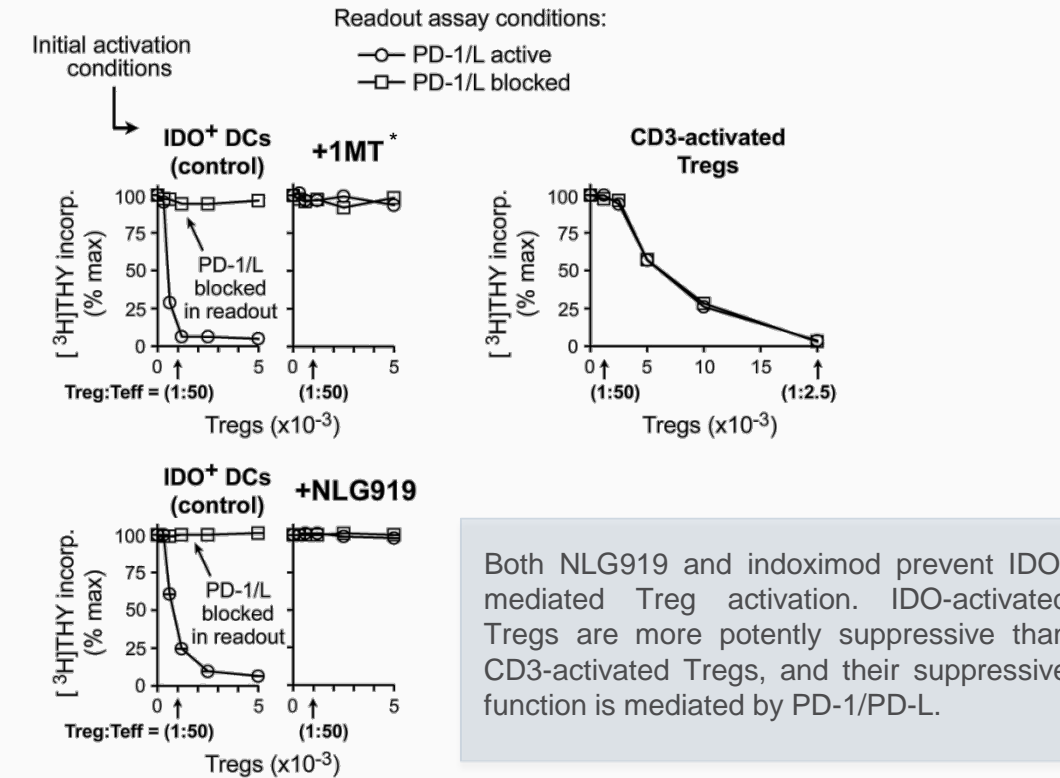 Readout assay conditions:
PD-1/L active
PD-1/L blocked
Initial activation
conditions
IDO+ DCs
(control)
+1MT *
[ 3H]THY incorp.
(% max)
100
75
50
25
0
PD-1/L
blocked
in readout
0 5 0 5
Treg:Teff = (1:50) (1:50)
Tregs (x10-3)
CD3-activated
Tregs
[ 3H]THY incorp.
(% max)
100
75
50
25
0
0 5 10 15
(1:50) (1:2.5)
Tregs (x10-3)
IDO+ DCs
(control)
+NLG919
[ 3H]THY incorp.
(% max)
100
75
50
25
0
PD-1/L
blocked
in readout
0 5 0 5
Treg:Teff = (1:50) (1:50)
Tregs (x10-3)
Both NLG919 and indoximod prevent IDO
mediated Treg activation. IDO-activated
Tregs are more potently suppressive than
CD3-activated Tregs, and their suppressive
function is mediated by PD-1/PD-L.